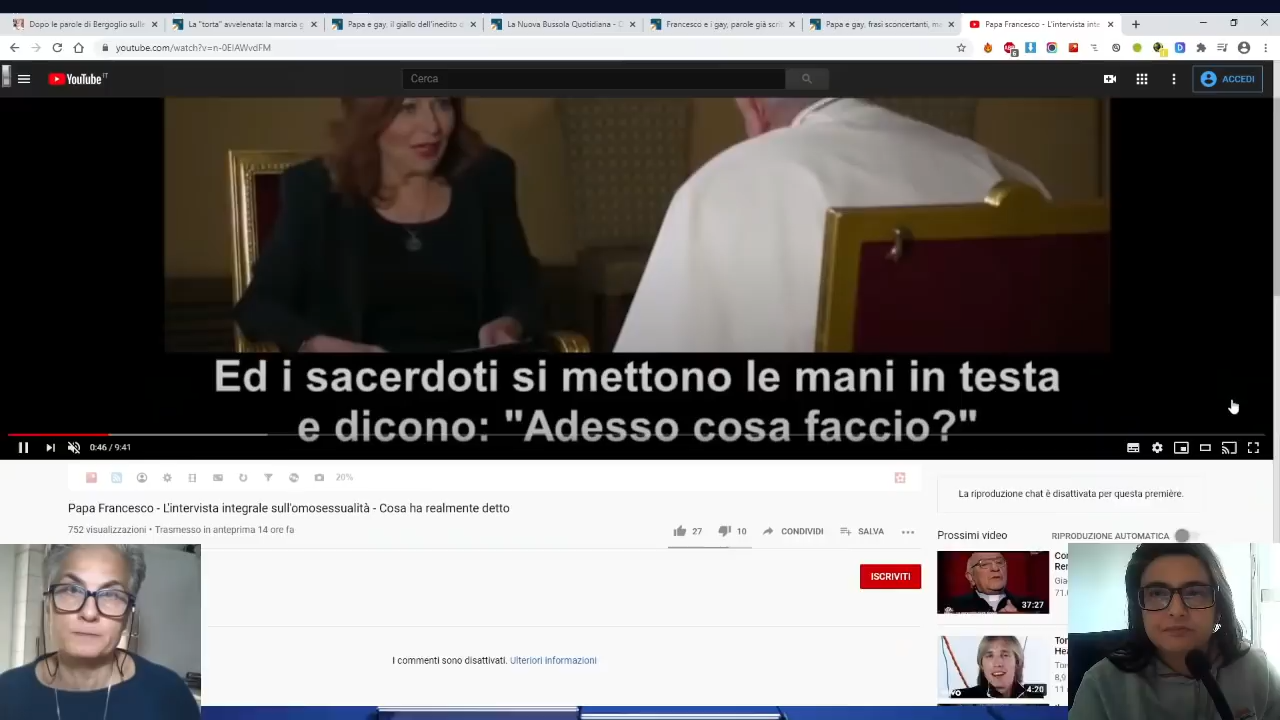 Dopo le parole di Bergoglio sulle
La "torta" avvelenata: la marcia g
Papa e gay, il giallo dell'inedito
La Nuova Bussola Quotidiana - C
Francesco e i gay, parole già scri
Papa e gay, frasi sconcertanti, ma
Papa Francesco - L'intervista inte
youtube.com/watch?v=n-0EIAWvdFM
YouTube IT
Cerca
ACCEDI
Ed i sacerdoti si mettono le mani in testa
e dicono: "Adesso cosa faccio?"
0:46 / 9:41
20%
La riproduzione chat è disattivata per questa première.
Papa Francesco - L'intervista integrale sull'omosessualità - Cosa ha realmente detto
752 visualizzazioni • Trasmesso in anteprima 14 ore fa
27
10
CONDIVIDI
SALVA
Prossimi video
RIPRODUZIONE AUTOMATICA
ISCRIVITI
37:27
4:20
I commenti sono disattivati. Ulteriori informazioni